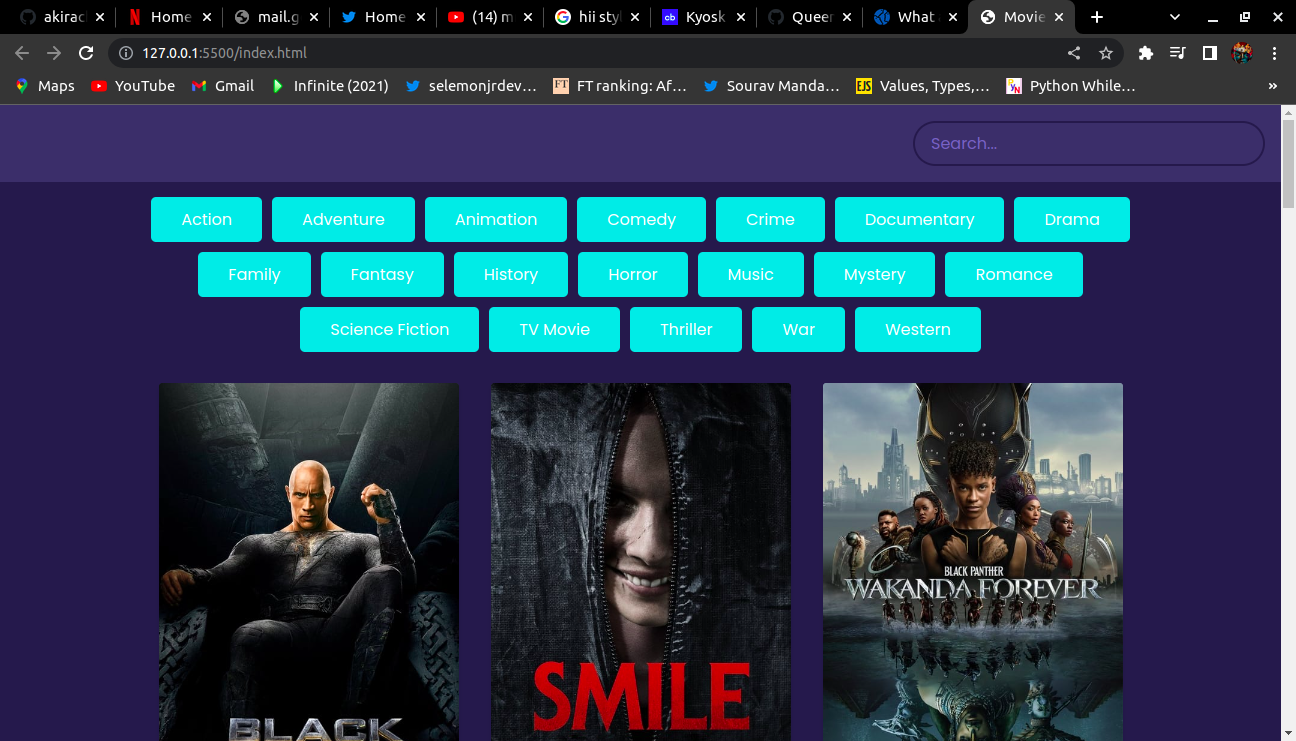 akirac Home mail.g Home (14) m hii styl Kyosk Queer What Movie
127.0.0.1:5500/index.html
Maps YouTube Gmail Infinite (2021) selemonjrdev… FT FT ranking: Af… Sourav Manda… EJS Values, Types,… Python While… »
Search...
Action Adventure Animation Comedy Crime Documentary Drama
Family Fantasy History Horror Music Mystery Romance
Science Fiction TV Movie Thriller War Western
BLACK PANTHER
WAKANDA FOREVER
SMILE
BLACK